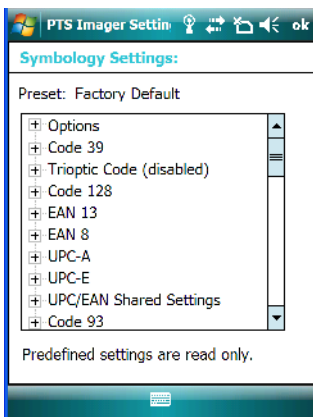 PTS Imager Settin
ok
Symbology Settings:
Preset: Factory Default
Options
Code 39
Trioptic Code (disabled)
Code 128
EAN 13
EAN 8
UPC-A
UPC-E
UPC/EAN Shared Settings
Code 93
Predefined settings are read only.